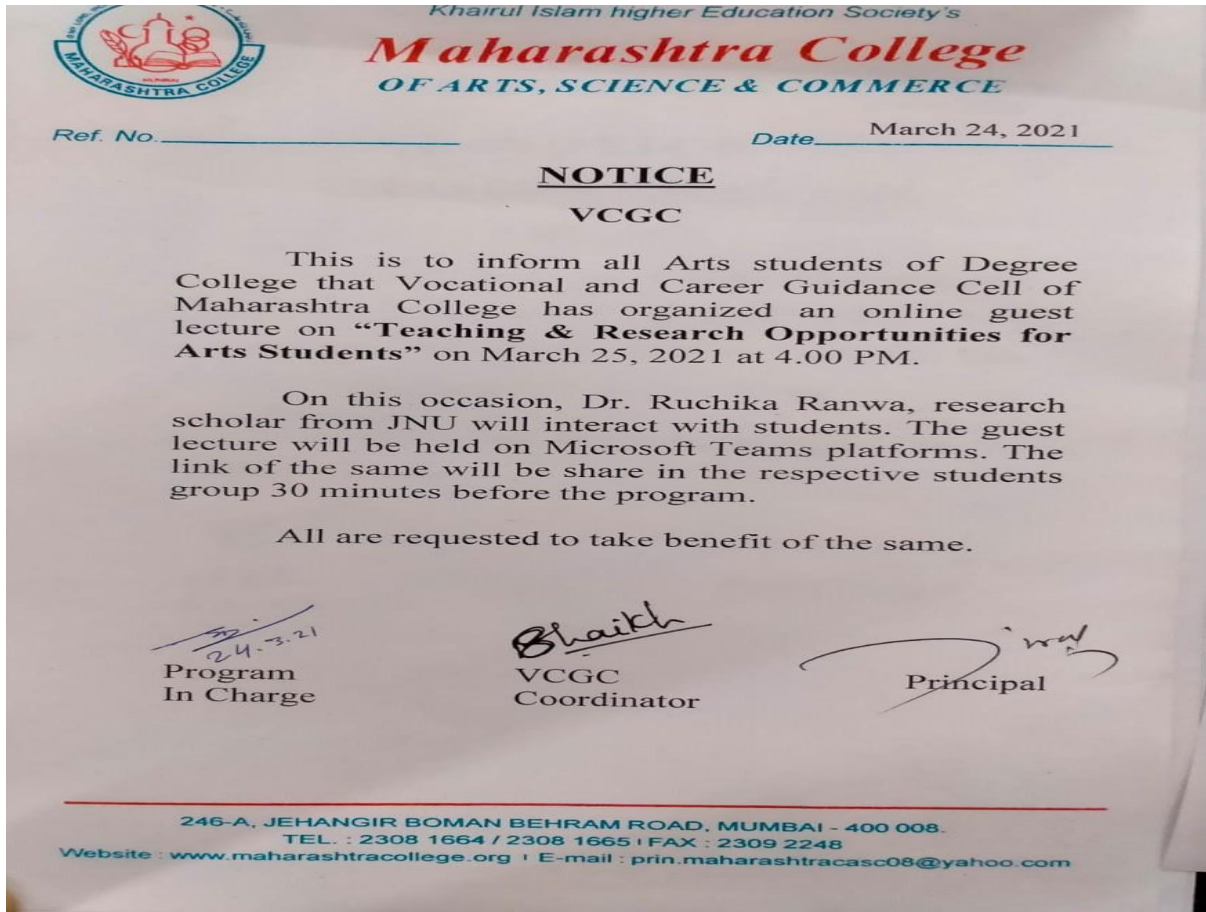 Khairul Islam higher Education Society's
Maharashtra College
OF ARTS, SCIENCE & COMMERCE
MAHARASHTRA COLLEGE
MUMBAI
Ref. No.
Date March 24, 2021
NOTICE
VCGC
This is to inform all Arts students of Degree
College that Vocational and Career Guidance Cell of
Maharashtra College has organized an online guest
lecture on “Teaching & Research Opportunities for
Arts Students” on March 25, 2021 at 4.00 PM.
On this occasion, Dr. Ruchika Ranwa, research
scholar from JNU will interact with students. The guest
lecture will be held on Microsoft Teams platforms. The
link of the same will be share in the respective students
group 30 minutes before the program.
All are requested to take benefit of the same.
24.3.21
Shaikh
Program
In Charge
VCGC
Coordinator
Principal
246-A, JEHANGIR BOMAN BEHRAM ROAD, MUMBAI - 400 008.
TEL. : 2308 1664 / 2308 1665 | FAX : 2309 2248
Website : www.maharashtracollege.org | E-mail : prin.maharashtracasc08@yahoo.com